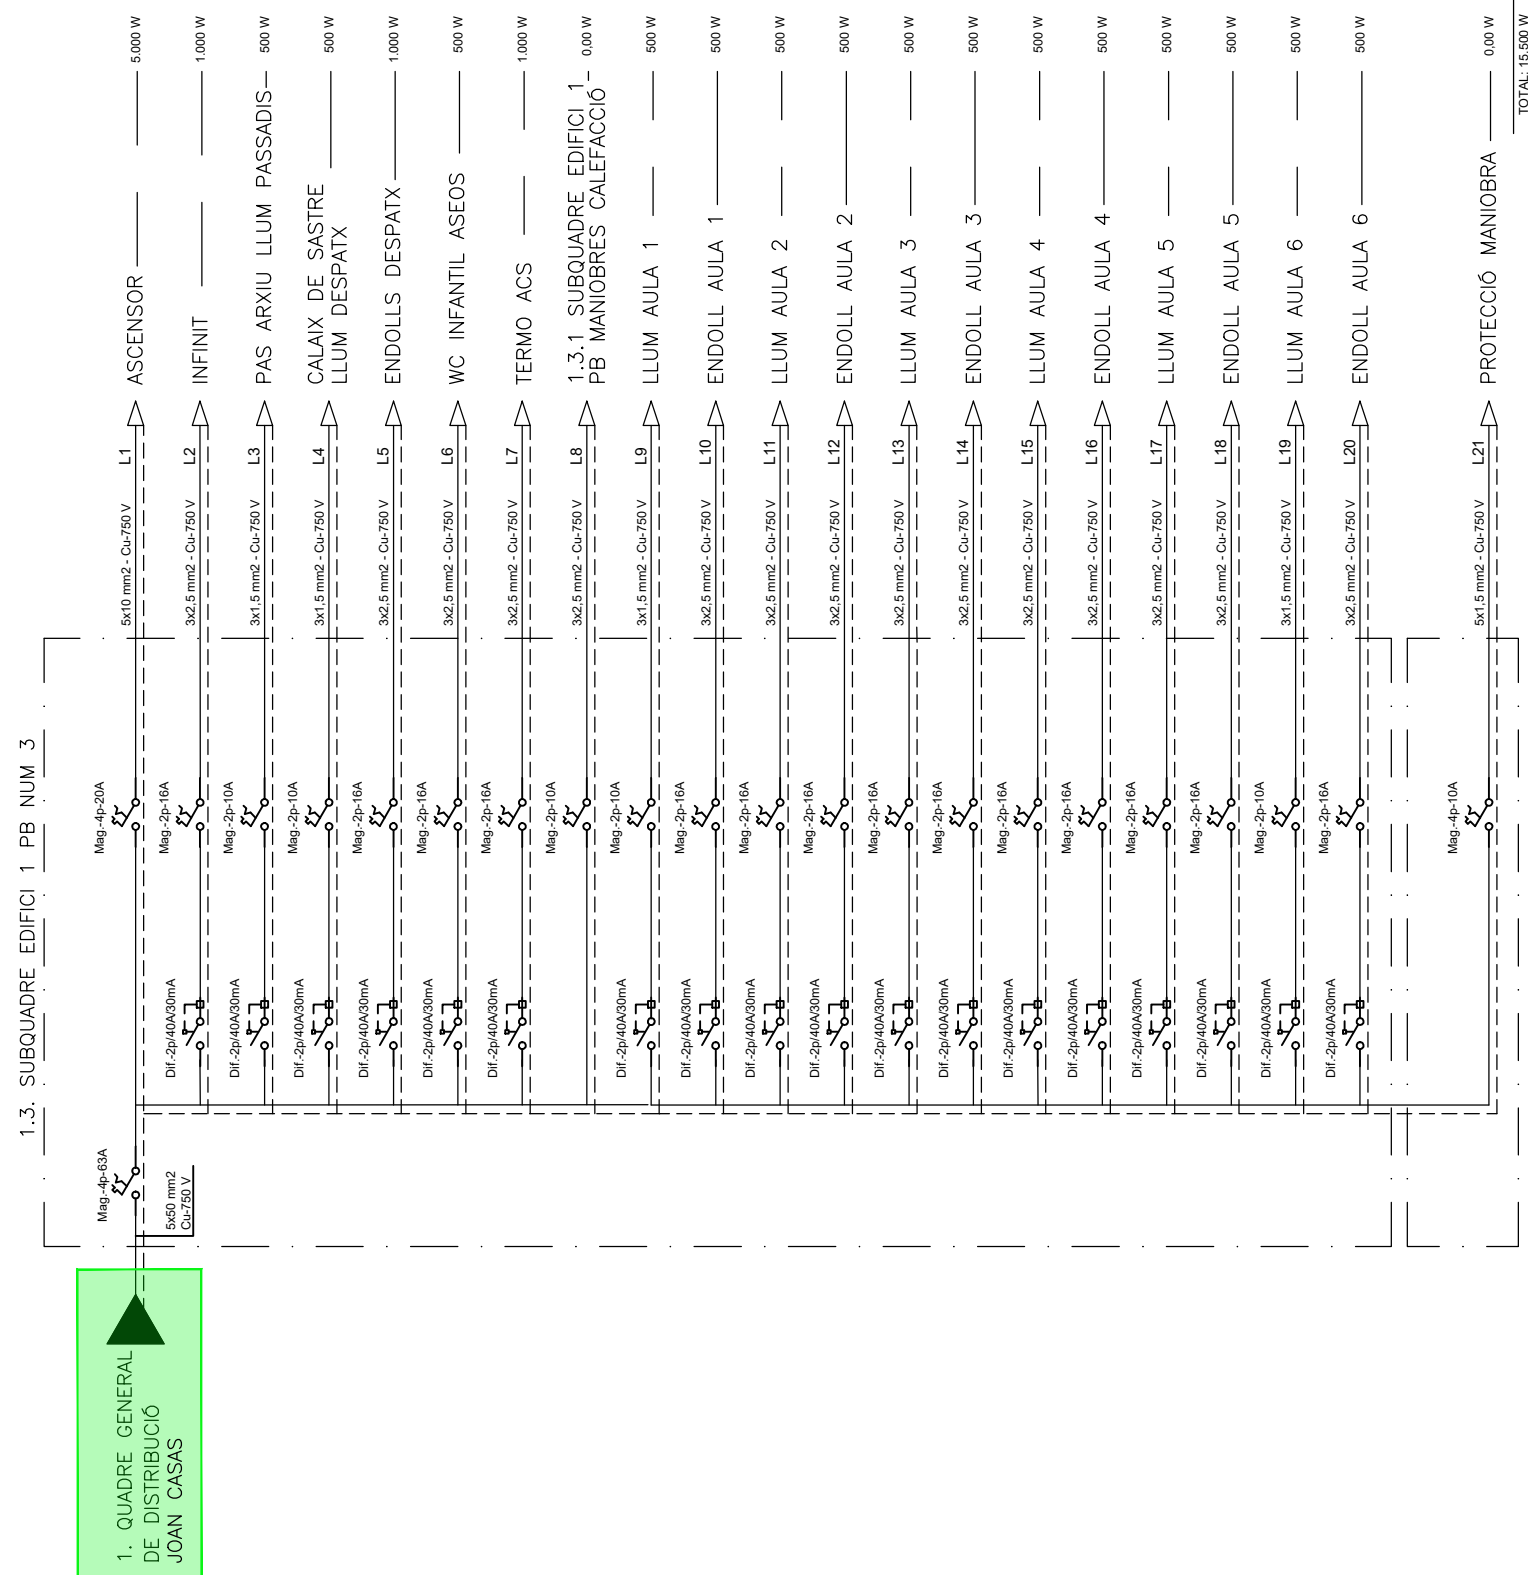 1.3. SUBQUADRE EDIFICI 1 PB NUM 3
1. QUADRE GENERAL
DE DISTRIBUCIÓ
JOAN CASAS
Mag.-4p-63A
5x50 mm2
Cu-750 V
Mag.-4p-20A 5x10 mm2 - Cu-750 V L1 ASCENSOR 5.000 W
Dif.-2p/40A/30mA Mag.-2p-16A 3x2,5 mm2 - Cu-750 V L2 INFINIT 1.000 W
Dif.-2p/40A/30mA Mag.-2p-10A 3x1,5 mm2 - Cu-750 V L3 PAS ARXIU LLUM PASSADIS 500 W
Dif.-2p/40A/30mA Mag.-2p-10A 3x1,5 mm2 - Cu-750 V L4 CALAIX DE SASTRE
LLUM DESPATX 500 W
Dif.-2p/40A/30mA Mag.-2p-16A 3x2,5 mm2 - Cu-750 V L5 ENDOLLS DESPATX 1.000 W
Dif.-2p/40A/30mA Mag.-2p-16A 3x2,5 mm2 - Cu-750 V L6 WC INFANTIL ASEOS 500 W
Dif.-2p/40A/30mA Mag.-2p-16A 3x2,5 mm2 - Cu-750 V L7 TERMO ACS 1.000 W
Mag.-2p-10A 3x2,5 mm2 - Cu-750 V L8 1.3.1 SUBQUADRE EDIFICI 1
PB MANIOBRES CALEFACCIÓ 0,00 W
Dif.-2p/40A/30mA Mag.-2p-10A 3x1,5 mm2 - Cu-750 V L9 LLUM AULA 1 500 W
Dif.-2p/40A/30mA Mag.-2p-16A 3x2,5 mm2 - Cu-750 V L10 ENDOLL AULA 1 500 W
Dif.-2p/40A/30mA Mag.-2p-16A 3x2,5 mm2 - Cu-750 V L11 LLUM AULA 2 500 W
Dif.-2p/40A/30mA Mag.-2p-16A 3x2,5 mm2 - Cu-750 V L12 ENDOLL AULA 2 500 W
Dif.-2p/40A/30mA Mag.-2p-16A 3x2,5 mm2 - Cu-750 V L13 LLUM AULA 3 500 W
Dif.-2p/40A/30mA Mag.-2p-16A 3x2,5 mm2 - Cu-750 V L14 ENDOLL AULA 3 500 W
Dif.-2p/40A/30mA Mag.-2p-16A 3x2,5 mm2 - Cu-750 V L15 LLUM AULA 4 500 W
Dif.-2p/40A/30mA Mag.-2p-16A 3x2,5 mm2 - Cu-750 V L16 ENDOLL AULA 4 500 W
Dif.-2p/40A/30mA Mag.-2p-16A 3x2,5 mm2 - Cu-750 V L17 LLUM AULA 5 500 W
Dif.-2p/40A/30mA Mag.-2p-16A 3x2,5 mm2 - Cu-750 V L18 ENDOLL AULA 5 500 W
Dif.-2p/40A/30mA Mag.-2p-10A 3x1,5 mm2 - Cu-750 V L19 LLUM AULA 6 500 W
Dif.-2p/40A/30mA Mag.-2p-16A 3x2,5 mm2 - Cu-750 V L20 ENDOLL AULA 6 500 W
Mag.-4p-10A 5x1,5 mm2 - Cu-750 V L21 PROTECCIÓ MANIOBRA 0,00 W
TOTAL: 15.500 W